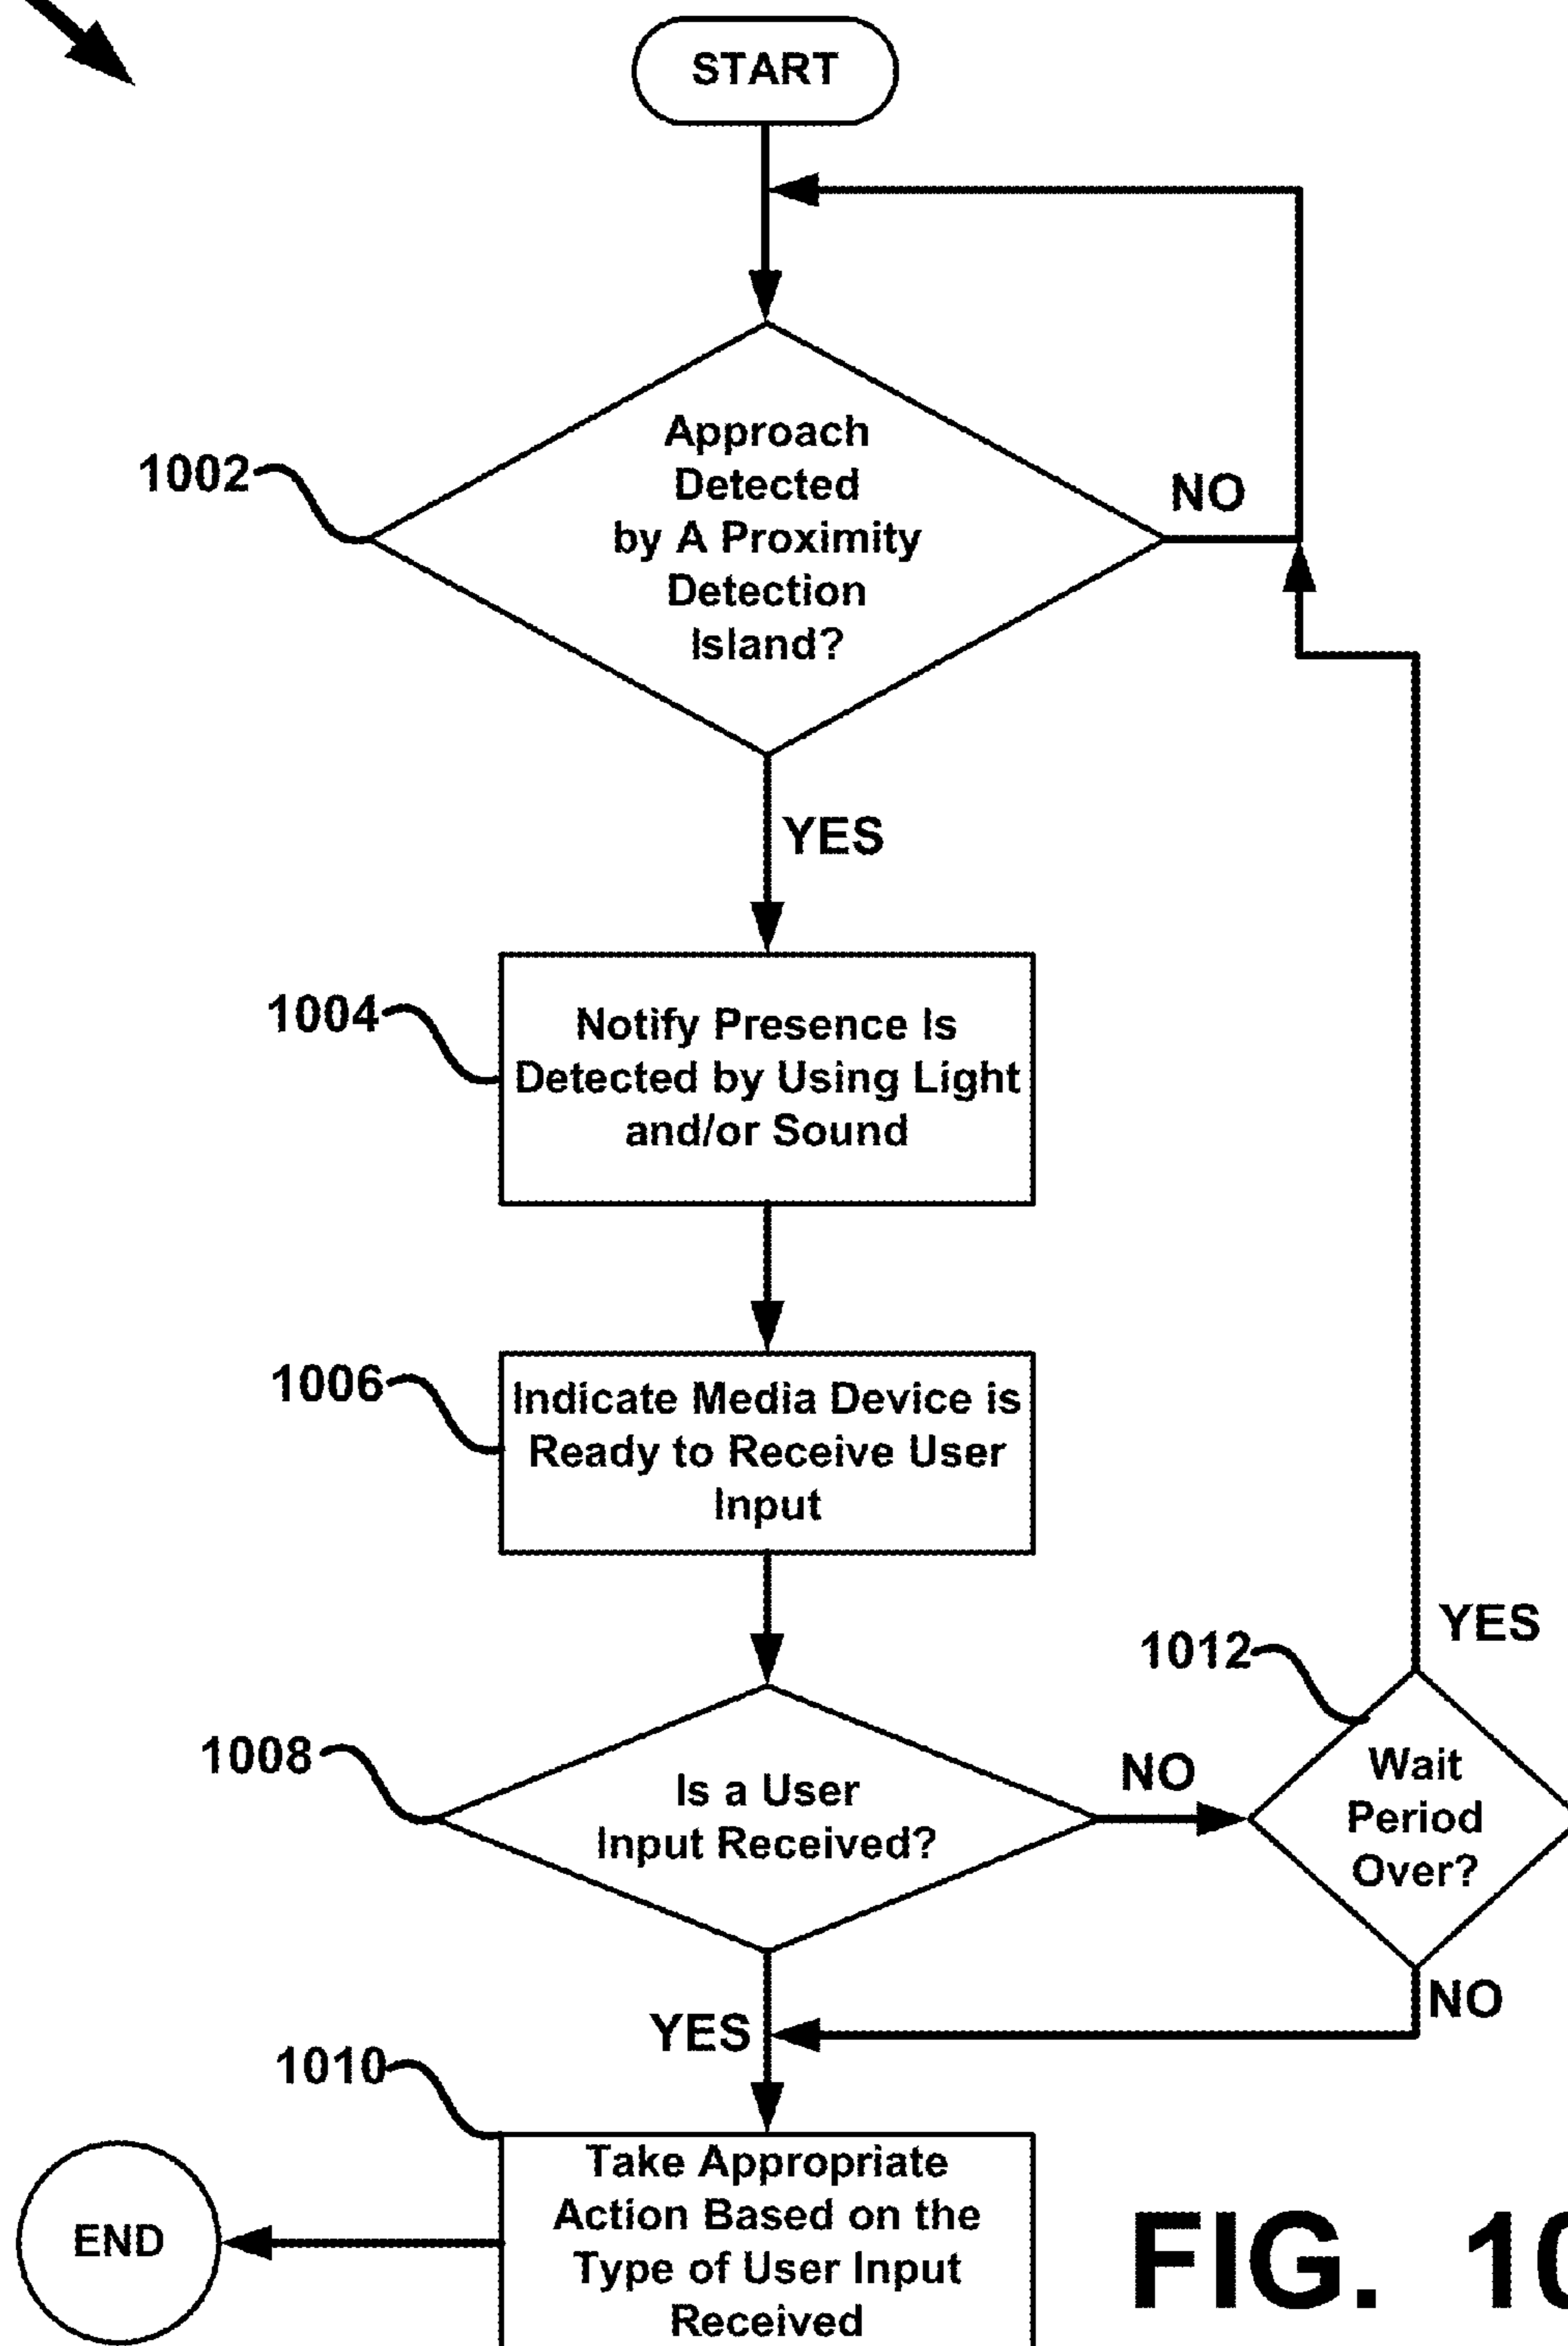 START
Approach
Detected
by A Proximity
Detection
Island?
1002
NO
YES
1004
Notify Presence Is
Detected by Using Light
and/or Sound
1006
Indicate Media Device is
Ready to Receive User
Input
1008
Is a User
Input Received?
NO
1012
YES
Wait
Period
Over?
NO
YES
1010
Take Appropriate
Action Based on the
Type of User Input
Received
END
FIG. 10